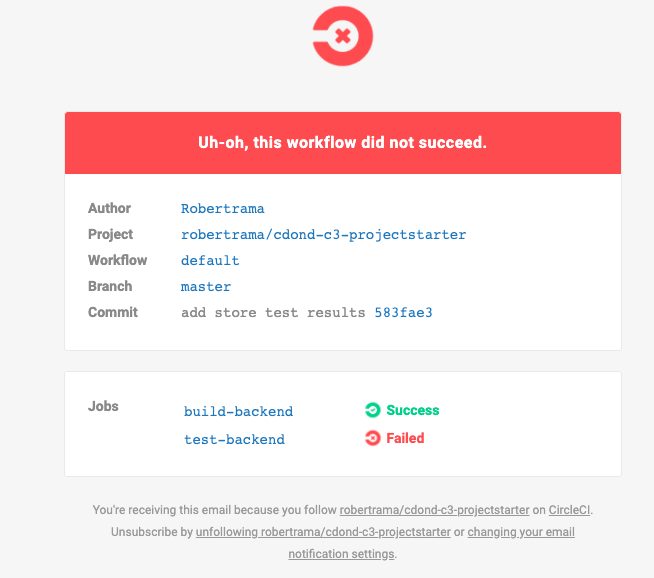 Uh-oh, this workflow did not succeed.
Author Robertrama
Project robertrama/cdond-c3-projectstarter
Workflow default
Branch master
Commit add store test results 583fae3
Jobs build-backend Success
test-backend Failed
You're receiving this email because you follow robertrama/cdond-c3-projectstarter on CircleCI.
Unsubscribe by unfollowing robertrama/cdond-c3-projectstarter or changing your email
notification settings.